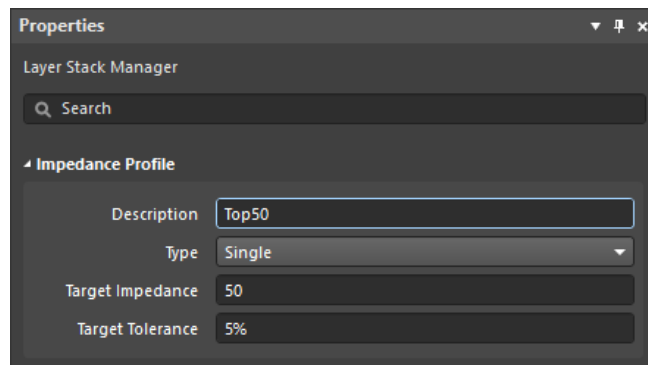 Properties
Layer Stack Manager
Search
Impedance Profile
Description Top50
Type Single
Target Impedance 50
Target Tolerance 5%